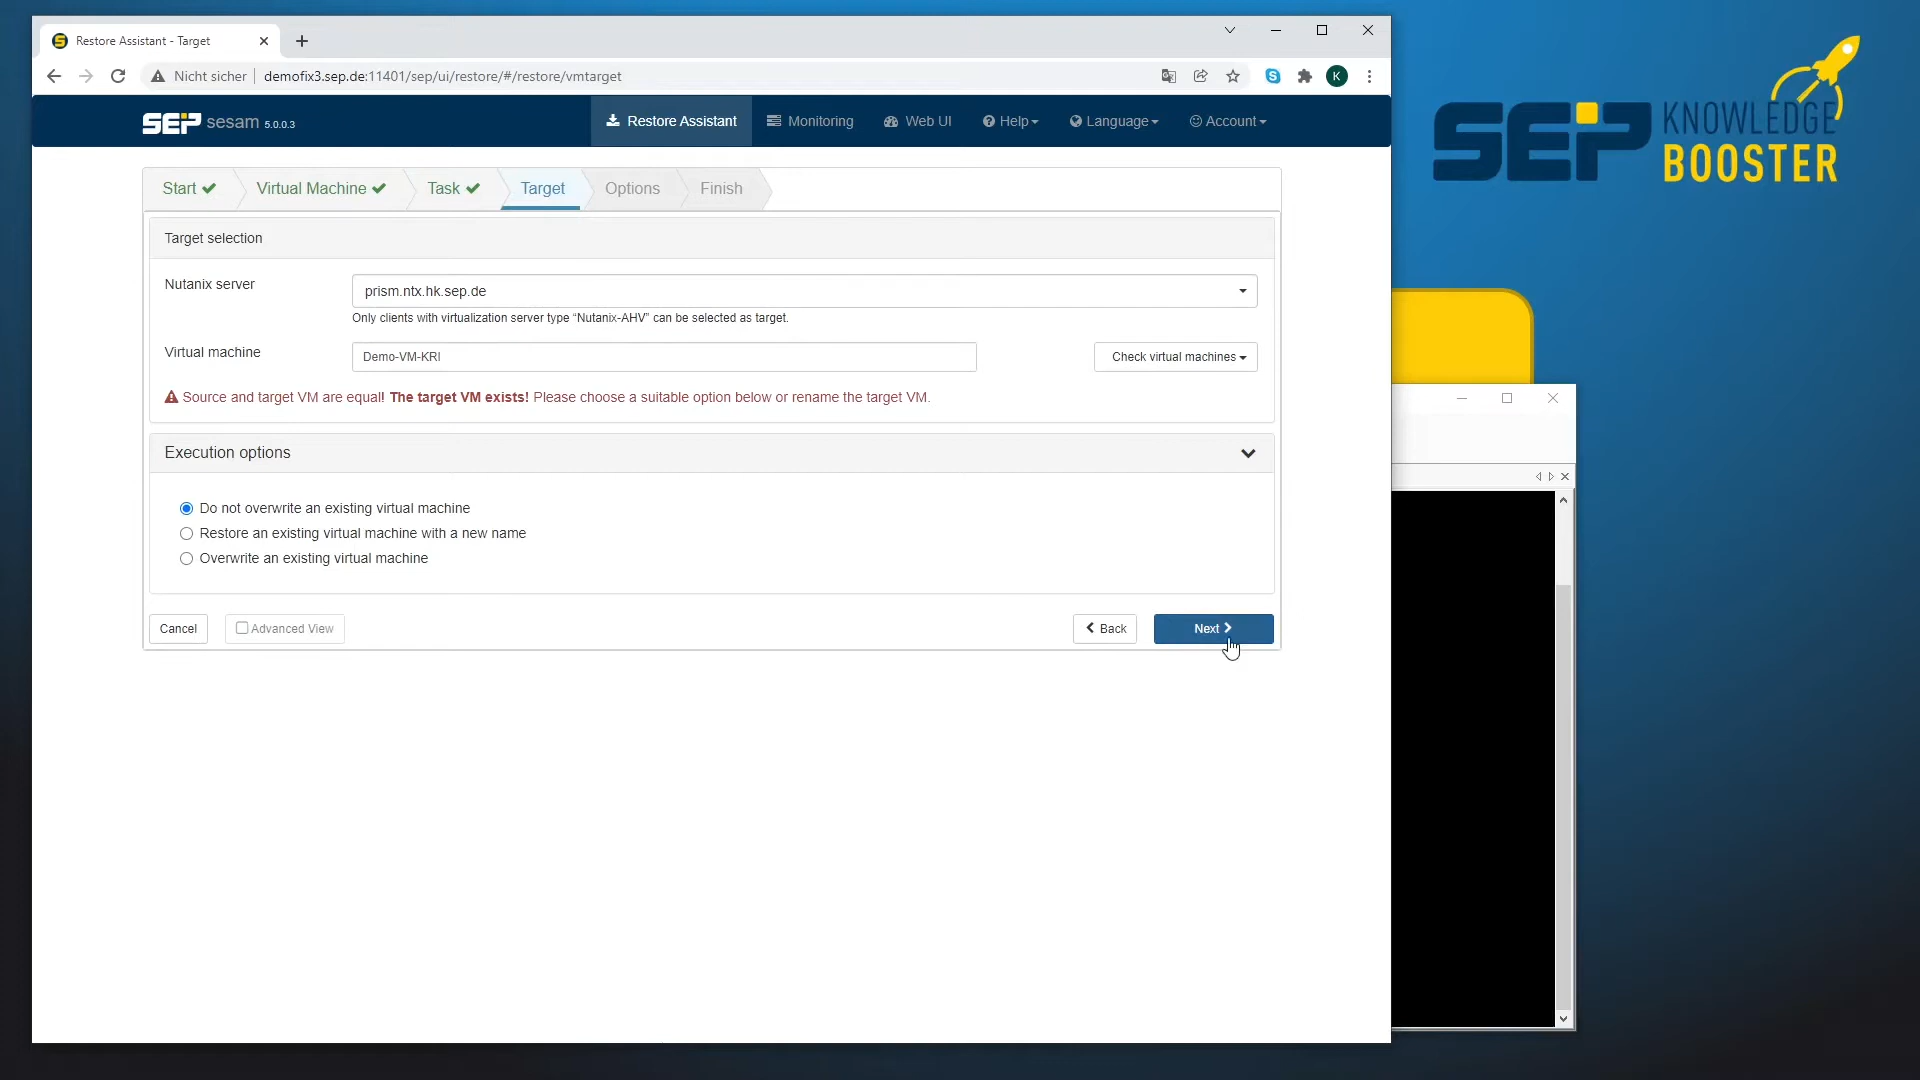 Restore Assistant - Target
Nicht sicher
demofix3.sep.de:11401/sep/ui/restore/#/restore/vmtarget
K
SEP sesam 5.0.0.3
Restore Assistant
Monitoring
Web UI
Help
Language
Account
SEP KNOWLEDGE
BOOSTER
Start
Virtual Machine
Task
Target
Options
Finish
Target selection
Nutanix server
prism.ntx.hk.sep.de
Only clients with virtualization server type “Nutanix-AHV” can be selected as target.
Virtual machine
Demo-VM-KRI
Check virtual machines
Source and target VM are equal! The target VM exists! Please choose a suitable option below or rename the target VM.
Execution options
Do not overwrite an existing virtual machine
Restore an existing virtual machine with a new name
Overwrite an existing virtual machine
Cancel
Advanced View
Back
Next